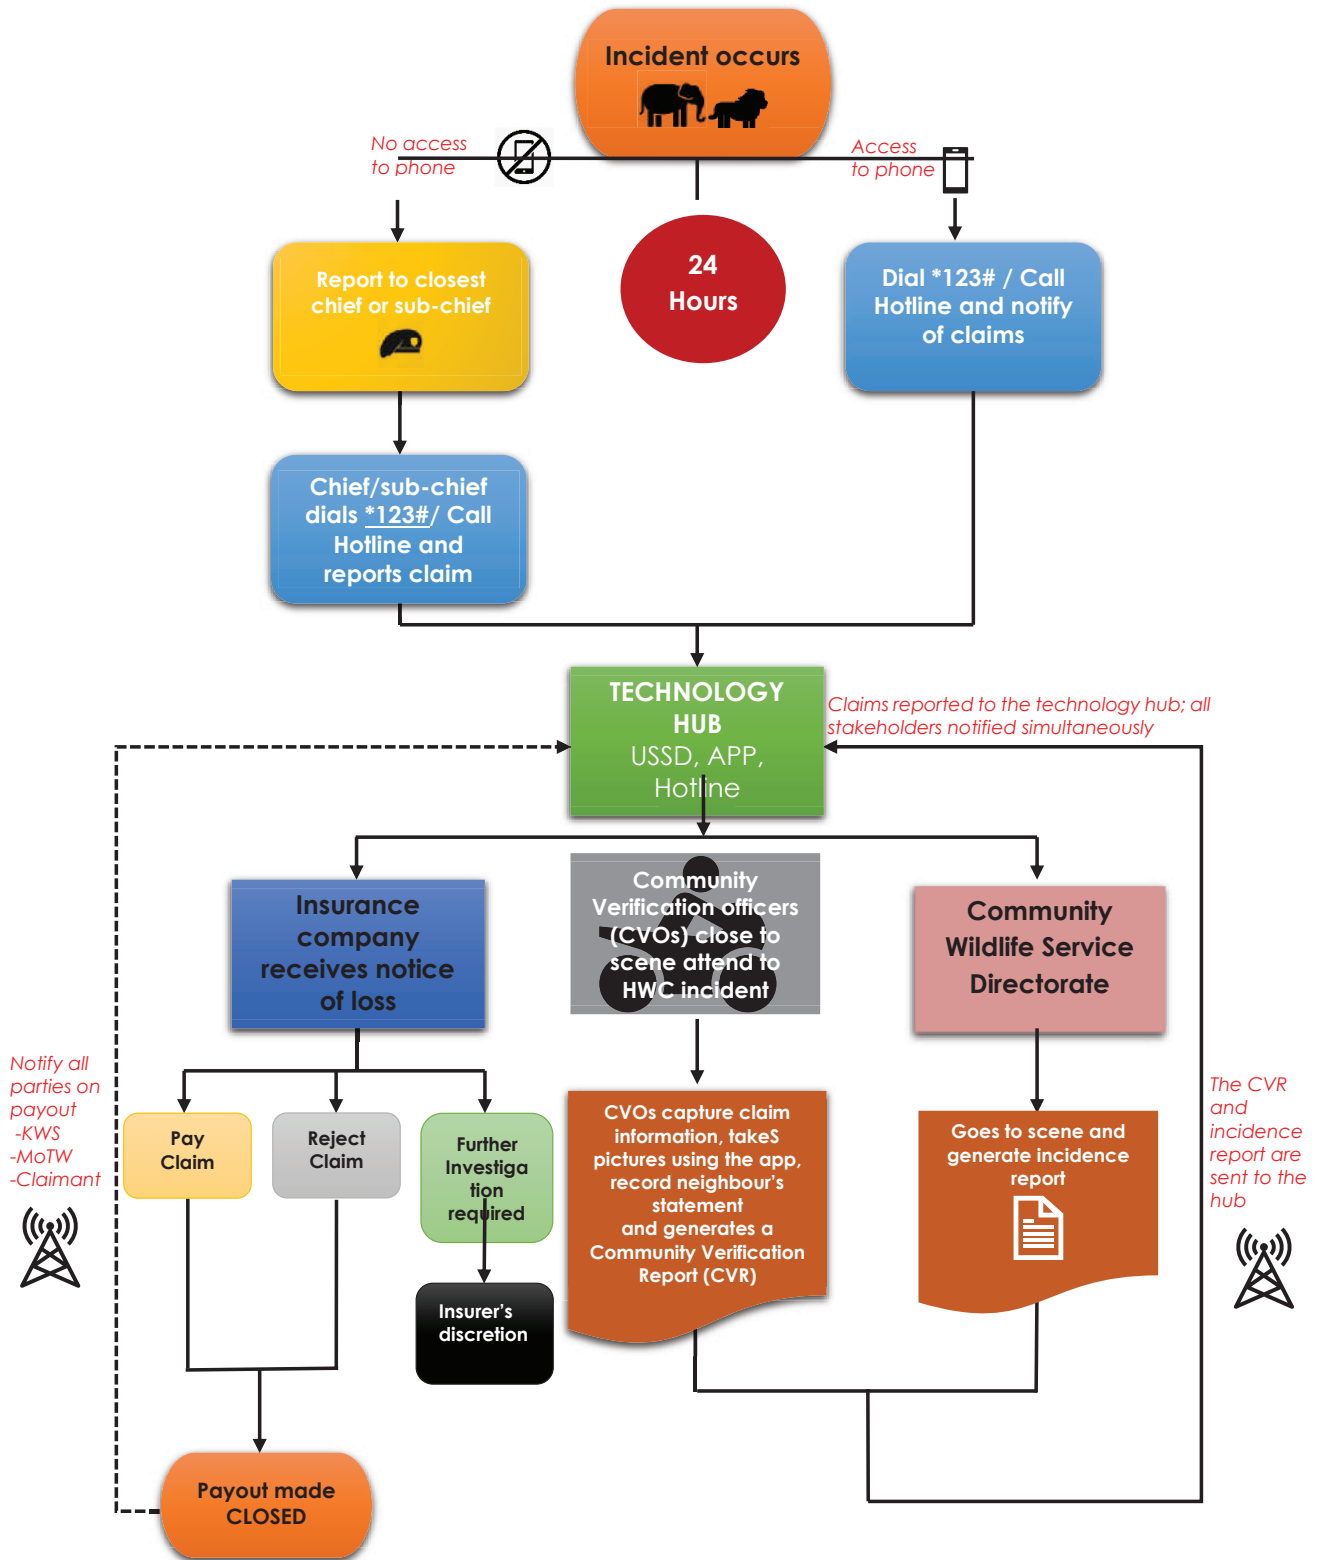 Incident occurs
No access
to phone
Access
to phone
Report to closest
chief or sub-chief
24
Hours
Dial *123# / Call
Hotline and notify
of claims
Chief/sub-chief
dials *123#/ Call
Hotline and
reports claim
TECHNOLOGY
HUB
USSD, APP,
Hotline
Claims reported to the technology hub; all
stakeholders notified simultaneously
Insurance
company
receives notice
of loss
Community
Verification officers
(CVOs) close to
scene attend to
HWC incident
Community
Wildlife Service
Directorate
Notify all
parties on
payout
-KWS
-MoTW
-Claimant
Pay
Claim
Reject
Claim
Further
Investiga
tion
required
CVOs capture claim
information, takeS
pictures using the app,
record neighbour's
statement
and generates a
Community Verification
Report (CVR)
Goes to scene and
generate incidence
report
The CVR
and
incidence
report are
sent to the
hub
Insurer's
discretion
Payout made
CLOSED